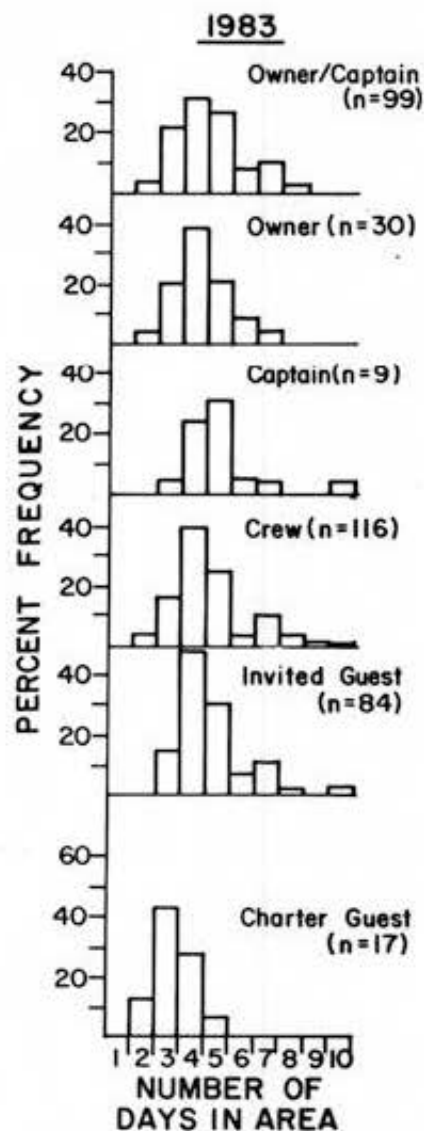 1983
Owner/Captain
(n=99)
40
20
Owner (n=30)
40
20
Captain(n=9)
40
20
Crew (n=116)
40
20
Invited Guest
(n=84)
40
20
Charter Guest
(n=17)
60
40
20
PERCENT FREQUENCY
1 2 3 4 5 6 7 8 9 10
NUMBER OF
DAYS IN AREA